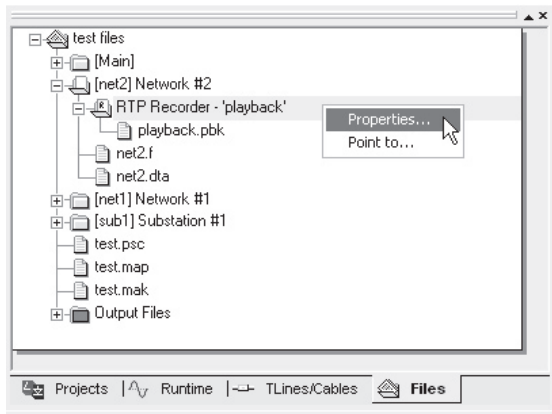 test files
[Main]
[net2] Network #2
RTP Recorder - 'playback'
Properties...
playback.pbk
Point to...
net2.f
net2.dta
[net1] Network #1
[sub1] Substation #1
test.psc
test.map
test.mak
Output Files
Projects Runtime TLines/Cables Files